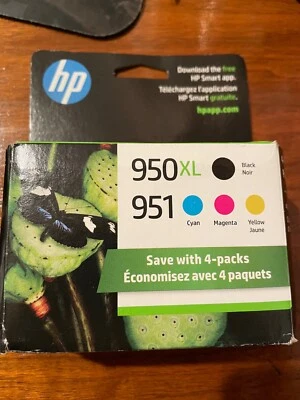 hp
Download the free
HP Smart app.
Téléchargez l'application
HP Smart gratuite.
hpapp.com
950XL
Black
Noir
951
Cyan
Magenta
Yellow
Jaune
Save with 4-packs
Économisez avec 4 paquets